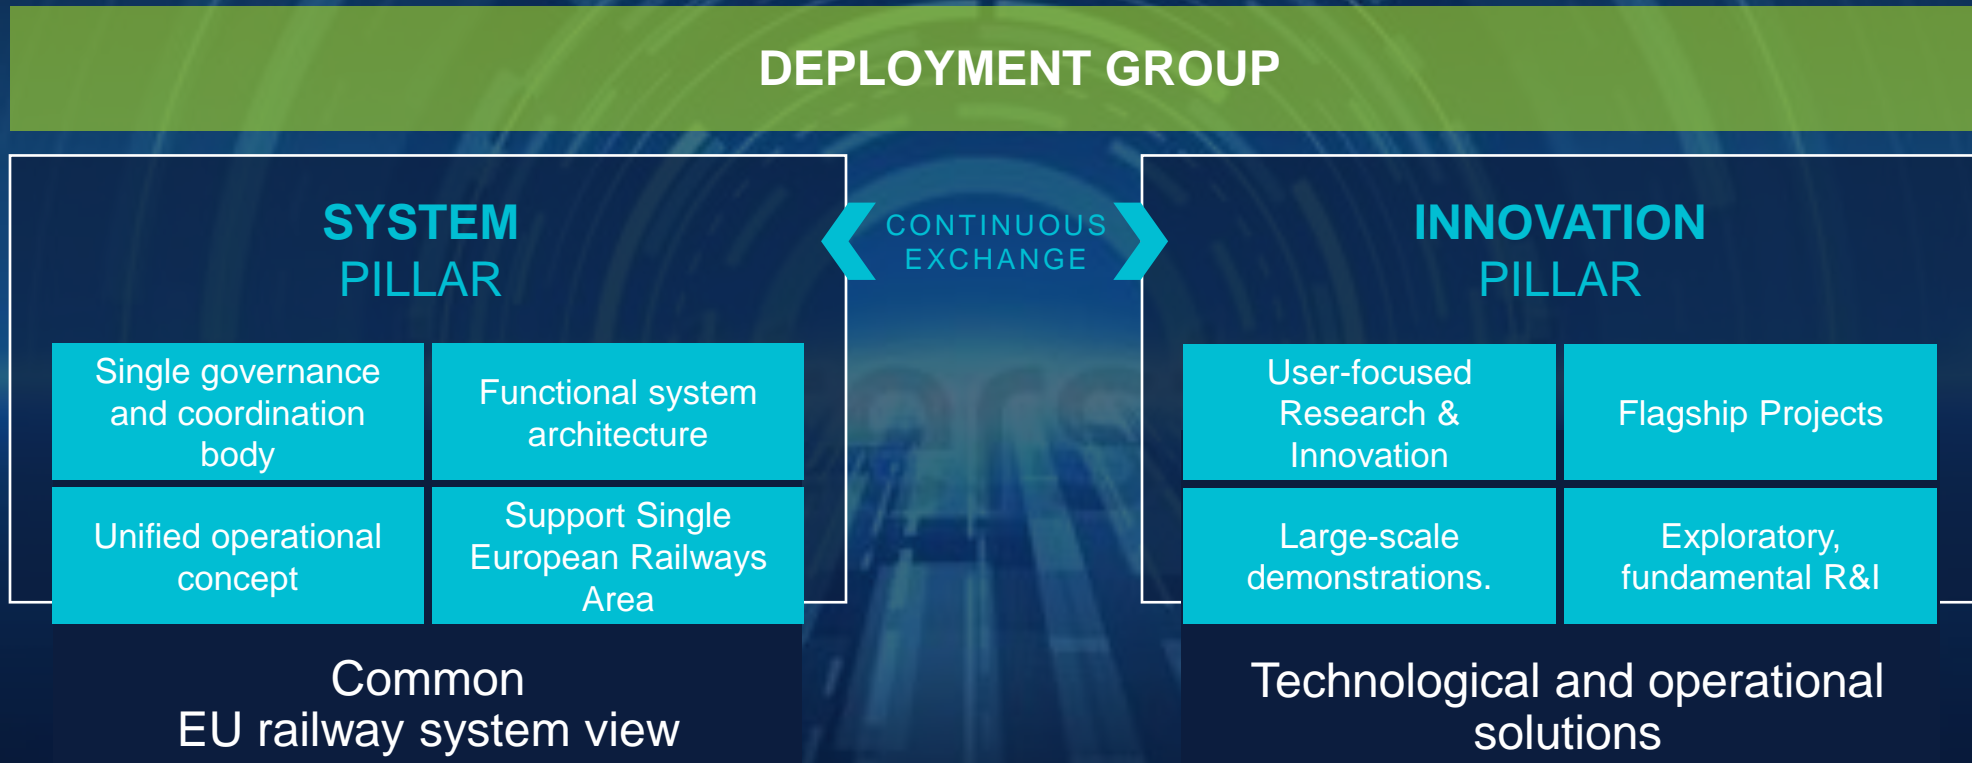 DEPLOYMENT GROUP
SYSTEM
PILLAR
CONTINUOUS
EXCHANGE
INNOVATION
PILLAR
Single governance
and coordination
body
Functional system
architecture
Unified operational
concept
Support Single
European Railways
Area
User-focused
Research &
Innovation
Flagship Projects
Large-scale
demonstrations.
Exploratory,
fundamental R&I
Common
EU railway system view
Technological and operational
solutions